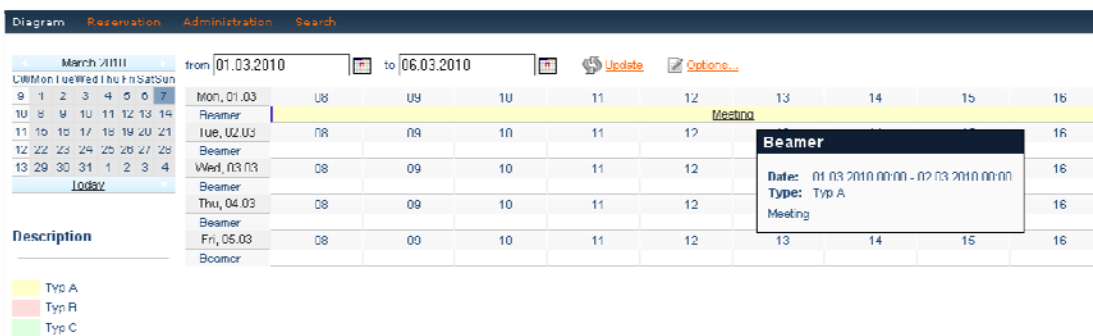 Diagram Reservation Administration Search
March 2010
CW Mon Tue Wed Thu Fri Sat Sun
9 1 2 3 4 5 6 7
10 8 9 10 11 12 13 14
11 15 16 17 18 19 20 21
12 22 23 24 25 26 27 28
13 29 30 31 1 2 3 4
Today
Description
Typ A
Typ B
Typ C
from 01.03.2010 to 06.03.2010 Update Options...
Mon, 01.03 08 09 10 11 12 13 14 15 16
Beamer Meeting
Tue, 02.03 08 09 10 11 12 16
Beamer
Wed, 03.03 08 09 10 11 12 16
Beamer
Thu, 04.03 08 09 10 11 12 16
Beamer
Fri, 05.03 08 09 10 11 12 13 14 15 16
Beamer
Beamer
Date: 01.03.2010 00:00 - 02.03.2010 00:00
Type: Typ A
Meeting